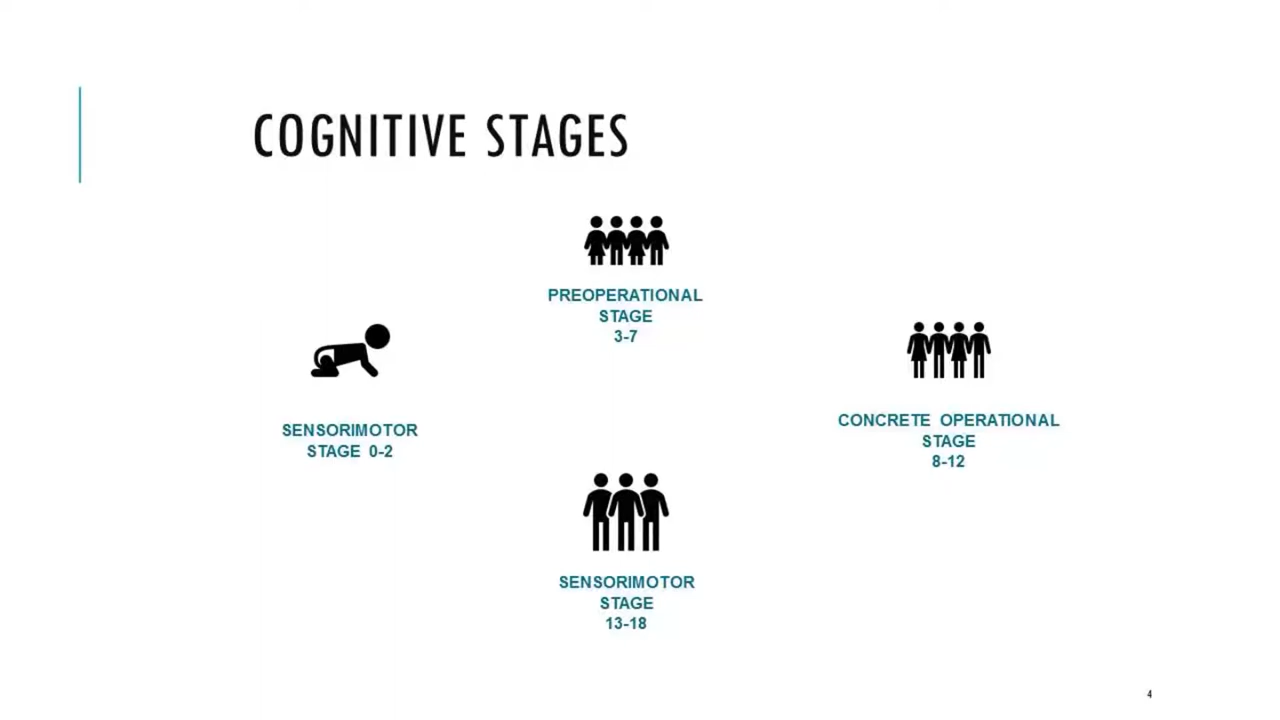 COGNITIVE STAGES
PREOPERATIONAL
STAGE
3-7
SENSORIMOTOR
STAGE 0-2
CONCRETE OPERATIONAL
STAGE
8-12
SENSORIMOTOR
STAGE
13-18
4